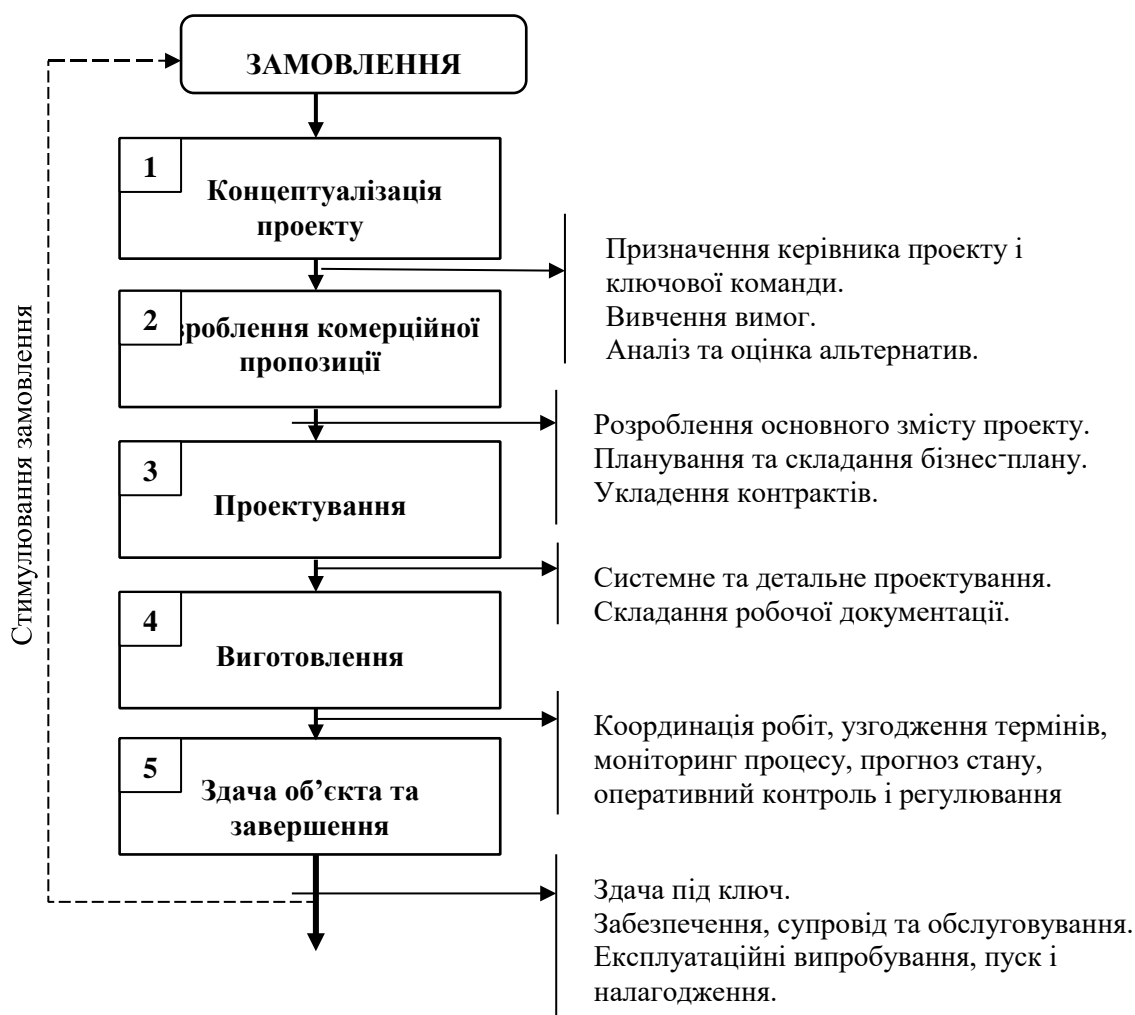 ЗАМОВЛЕННЯ
1
Концептуалізація
проекту
Призначення керівника проекту і
ключової команди.
Вивчення вимог.
Аналіз та оцінка альтернатив.
2
зроблення комерційної
пропозиції
Розроблення основного змісту проекту.
Планування та складання бізнес-плану.
Укладення контрактів.
3
Проектування
Системне та детальне проектування.
Складання робочої документації.
4
Виготовлення
Координація робіт, узгодження термінів,
моніторинг процесу, прогноз стану,
оперативний контроль і регулювання
5
Здача об’єкта та
завершення
Здача під ключ.
Забезпечення, супровід та обслуговування.
Експлуатаційні випробування, пуск і
налагодження.
Стимулювання замовлення